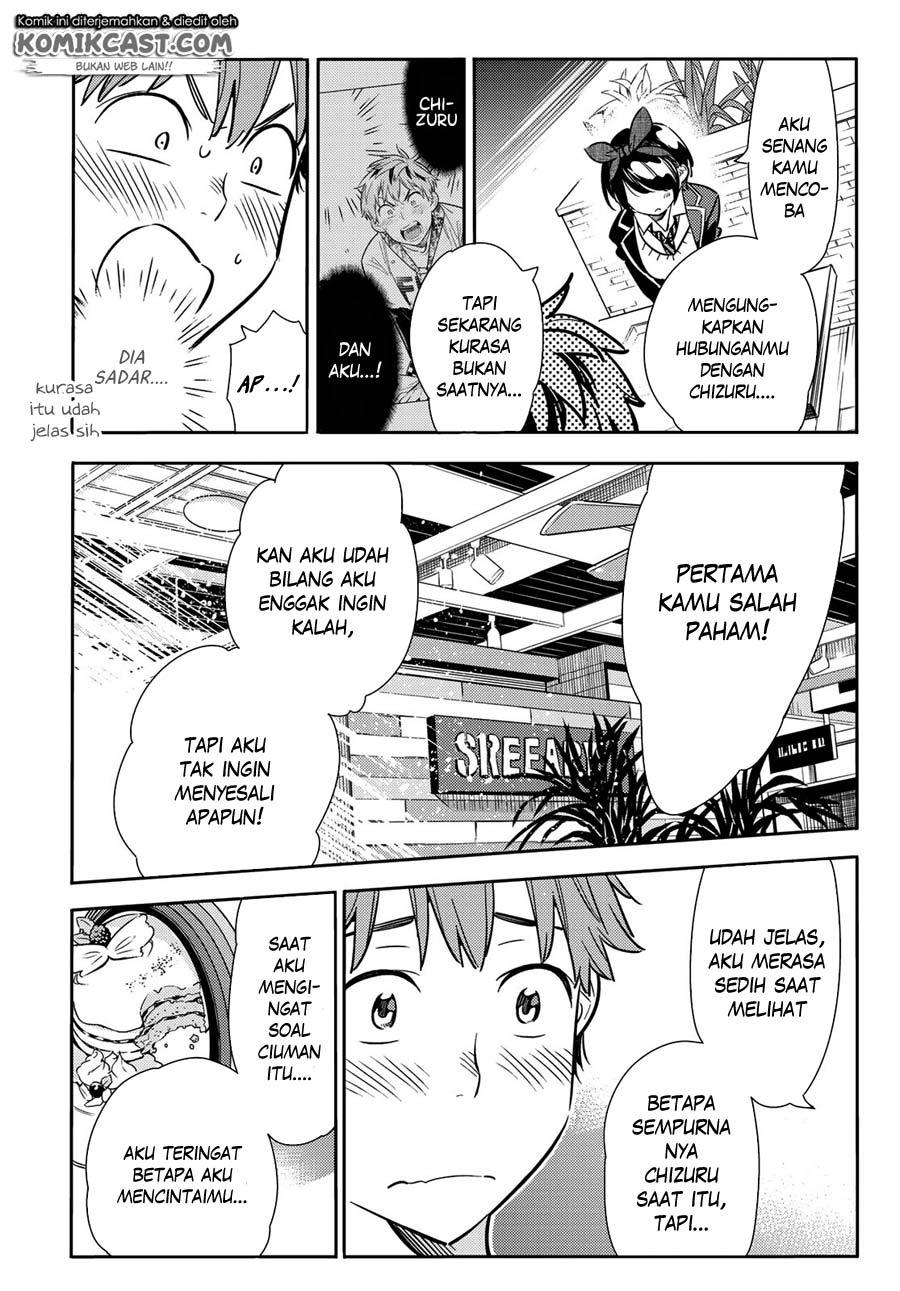 Komik ini diterjemahkan & diedit oleh
KOMIKCAST.COM
BUKAN WEB LAIN!!
AKU
SENANG
KAMU
MENCO-
BA
MENGUNG-
KAPKAN
HUBUNGANMU
DENGAN
CHIZURU....
TAPI
SEKARANG
KURASA
BUKAN
SAATNYA...
CHI-
ZURU
DAN
AKU...!
AP...!
DIA
SADAR....
kurasa
itu udah
jelas sih
PERTAMA
KAMU SALAH
PAHAM!
KAN AKU UDAH
BILANG AKU
ENGGAK INGIN
KALAH,
TAPI AKU
TAK INGIN
MENYESALI
APAPUN!
SREEA
UDAH JELAS,
AKU MERASA
SEDIH SAAT
MELIHAT
BETAPA
SEMPURNA
NYA
CHIZURU
SAAT ITU,
TAPI...
SAAT
AKU
MENGI-
NGAT
SOAL
CIUMAN
ITU....
AKU TERINGAT
BETAPA AKU
MENCINTAIMU...